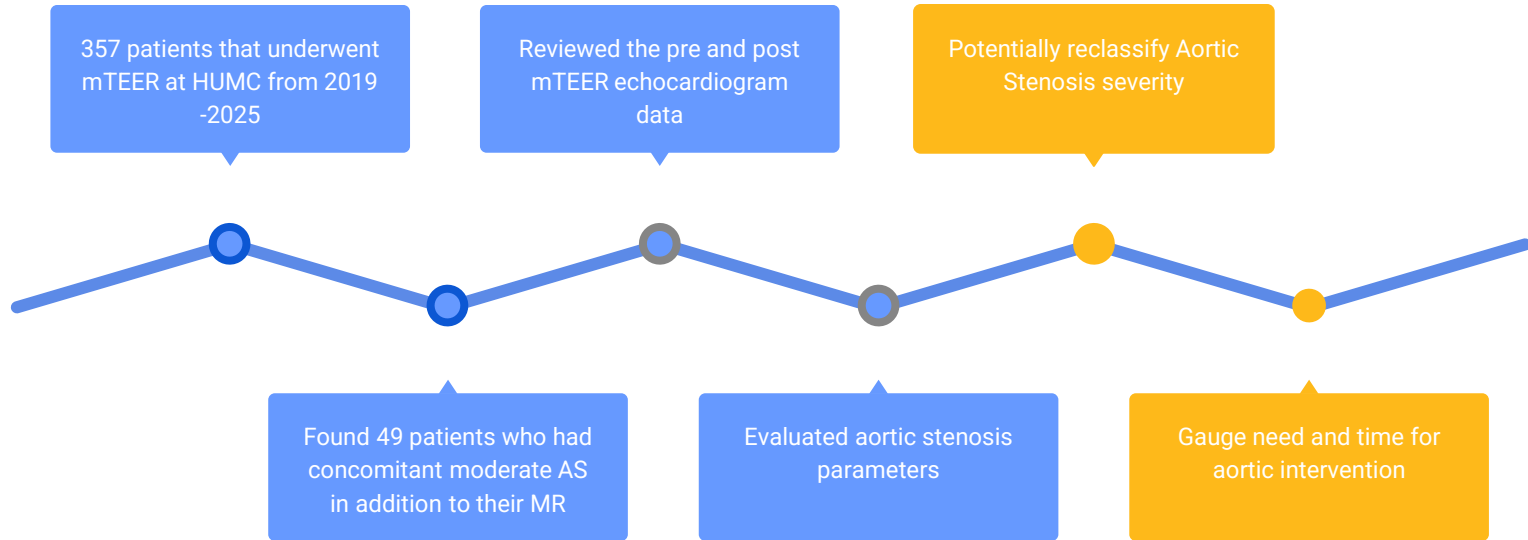 357 patients that underwent
mTEER at HUMC from 2019
-2025
Found 49 patients who had
concomitant moderate AS
in addition to their MR
Reviewed the pre and post
mTEER echocardiogram
data
Evaluated aortic stenosis
parameters
Potentially reclassify Aortic
Stenosis severity
Gauge need and time for
aortic intervention